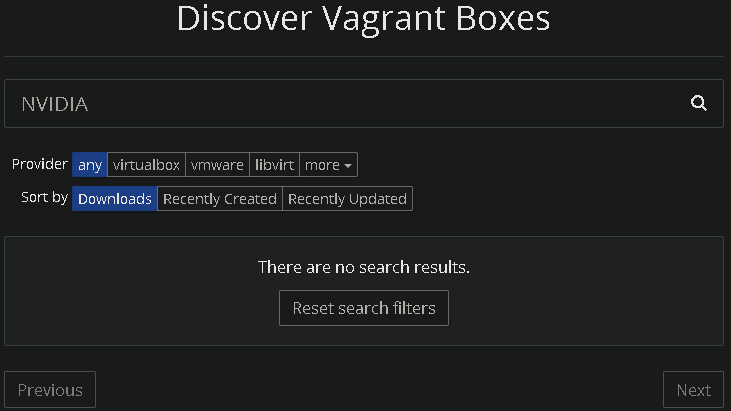 Discover Vagrant Boxes
NVIDIA
Provider any virtualbox vmware libvirt more
Sort by Downloads Recently Created Recently Updated
There are no search results.
Reset search filters
Previous Next